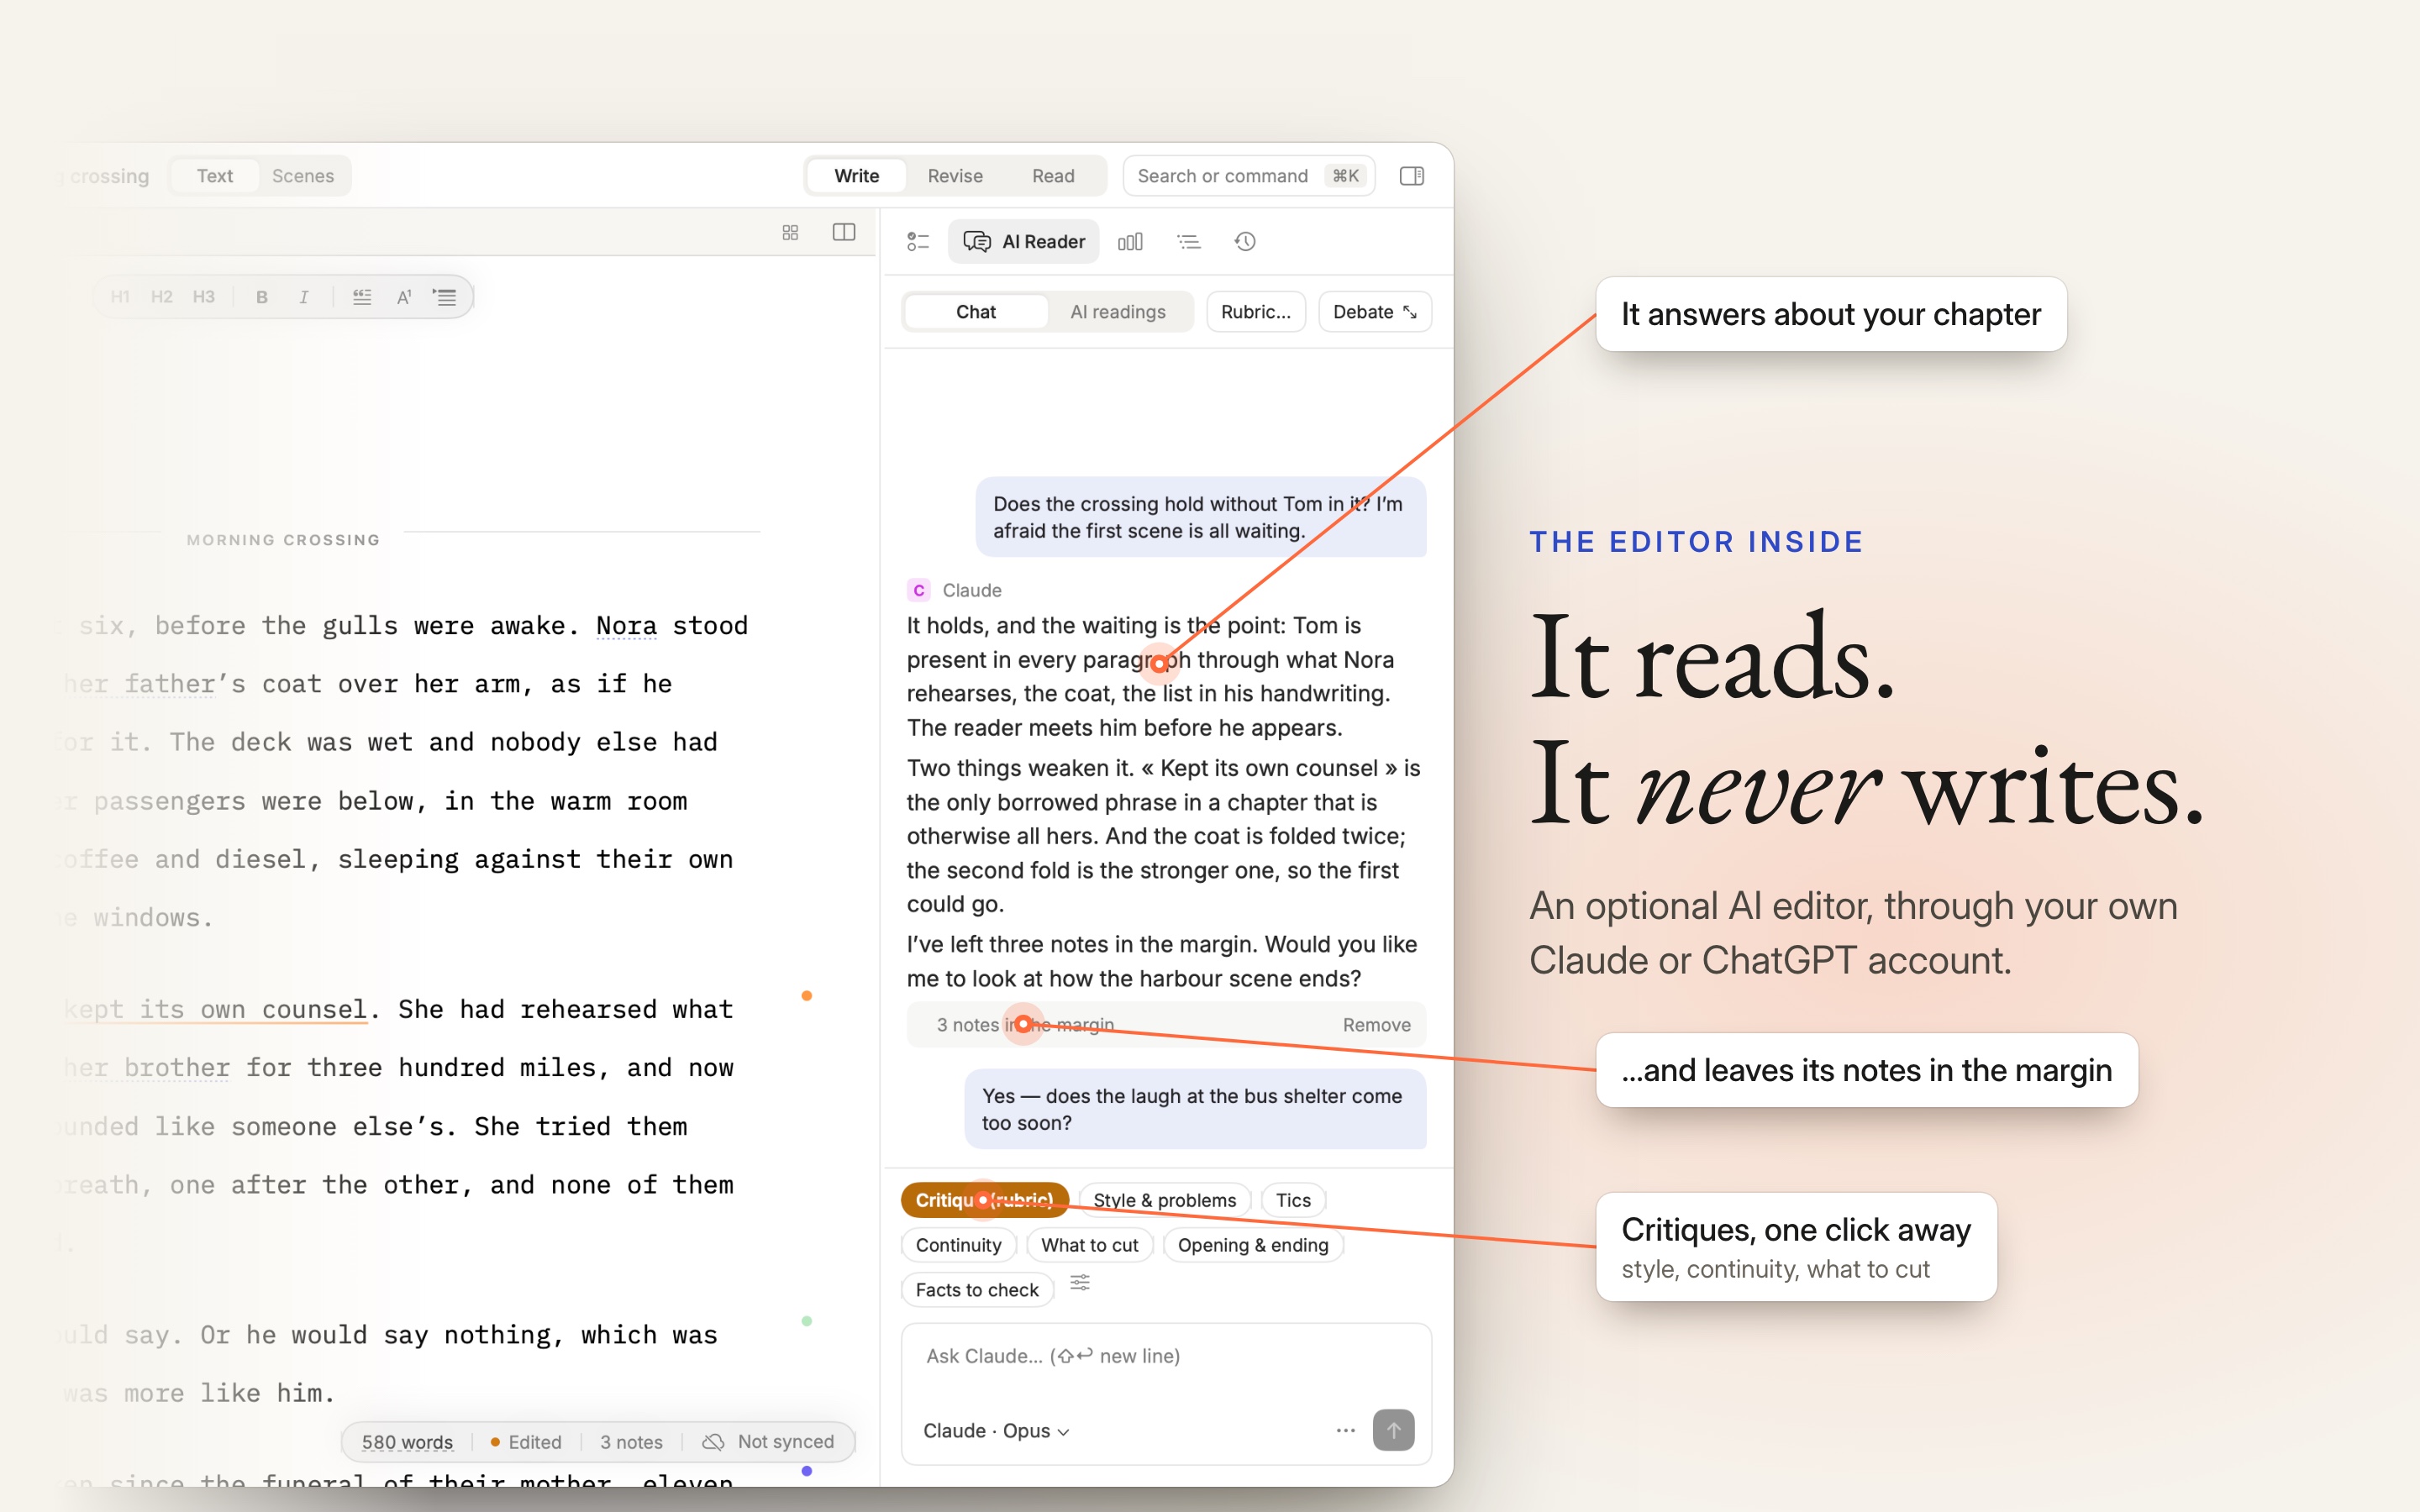 crossing
Text
Scenes
Write
Revise
Read
Search or command
⌘K
H1
H2
H3
B
I
A¹
AI Reader
Chat
AI readings
Rubric...
Debate
MORNING CROSSING
six, before the gulls were awake. Nora stood
her father’s coat over her arm, as if he
for it. The deck was wet and nobody else had
passengers were below, in the warm room
coffee and diesel, sleeping against their own
windows.
kept its own counsel. She had rehearsed what
her brother for three hundred miles, and now
like someone else’s. She tried them
one after the other, and none of them
say. Or he would say nothing, which was
was more like him.
since the funeral of their mother, eleven
580 words
Edited
3 notes
Not synced
Does the crossing hold without Tom in it? I’m
afraid the first scene is all waiting.
C
Claude
It holds, and the waiting is the point: Tom is
present in every paragraph through what Nora
rehearses, the coat, the list in his handwriting.
The reader meets him before he appears.
Two things weaken it. « Kept its own counsel » is
the only borrowed phrase in a chapter that is
otherwise all hers. And the coat is folded twice;
the second fold is the stronger one, so the first
could go.
I’ve left three notes in the margin. Would you like
me to look at how the harbour scene ends?
3 notes in the margin
Remove
Yes — does the laugh at the bus shelter come
too soon?
Critique (rubric)
Style & problems
Tics
Continuity
What to cut
Opening & ending
Facts to check
Ask Claude... (⇧↩ new line)
Claude · Opus
It answers about your chapter
THE EDITOR INSIDE
It reads.
It never writes.
An optional AI editor, through your own
Claude or ChatGPT account.
...and leaves its notes in the margin
Critiques, one click away
style, continuity, what to cut